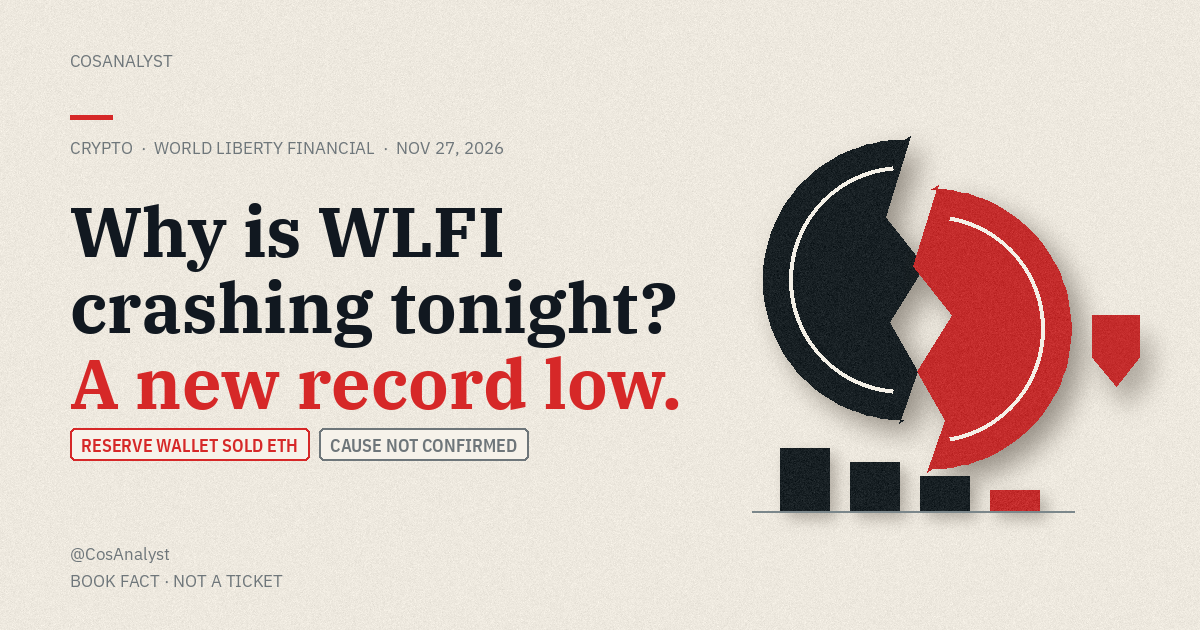 COSANALYST
CRYPTO · WORLD LIBERTY FINANCIAL · NOV 27, 2026
Why is WLFI
crashing tonight?
A new record low.
RESERVE WALLET SOLD ETH CAUSE NOT CONFIRMED
@CosAnalyst
BOOK FACT · NOT A TICKET